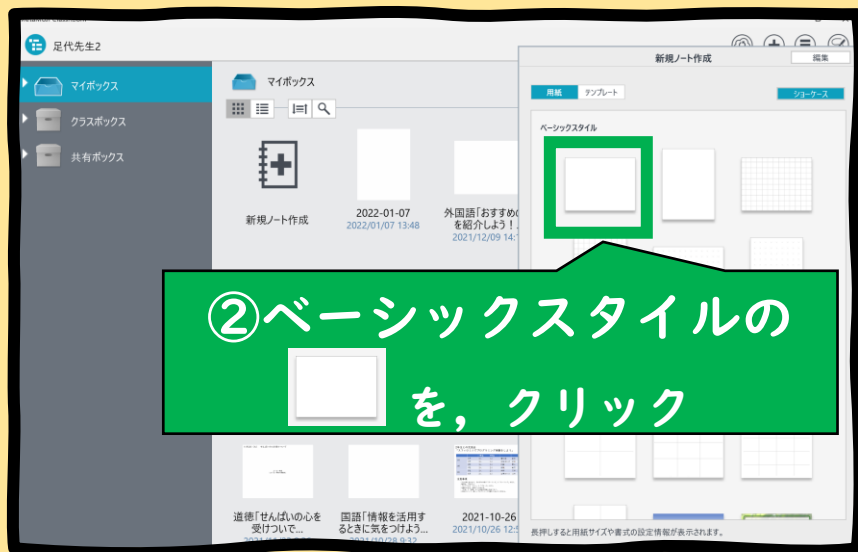 足代先生2
マイボックス
クラスボックス
共有ボックス
マイボックス
新規ノート作成
2022-01-07
2022/01/07 13:48
外国語「おすすめの
を紹介しよう!
2021/12/09 14:
新規ノート作成
編集
用紙
テンプレート
ショーケース
ベーシックスタイル
②ベーシックスタイルの
を，クリック
道徳「せんぱいの心を
受けついで...
国語「情報を活用す
るときに気をつけよう...
2021/10/28 9:32
2021-10-26
2021/10/26 12:5
長押しすると用紙サイズや書式の設定情報が表示されます。